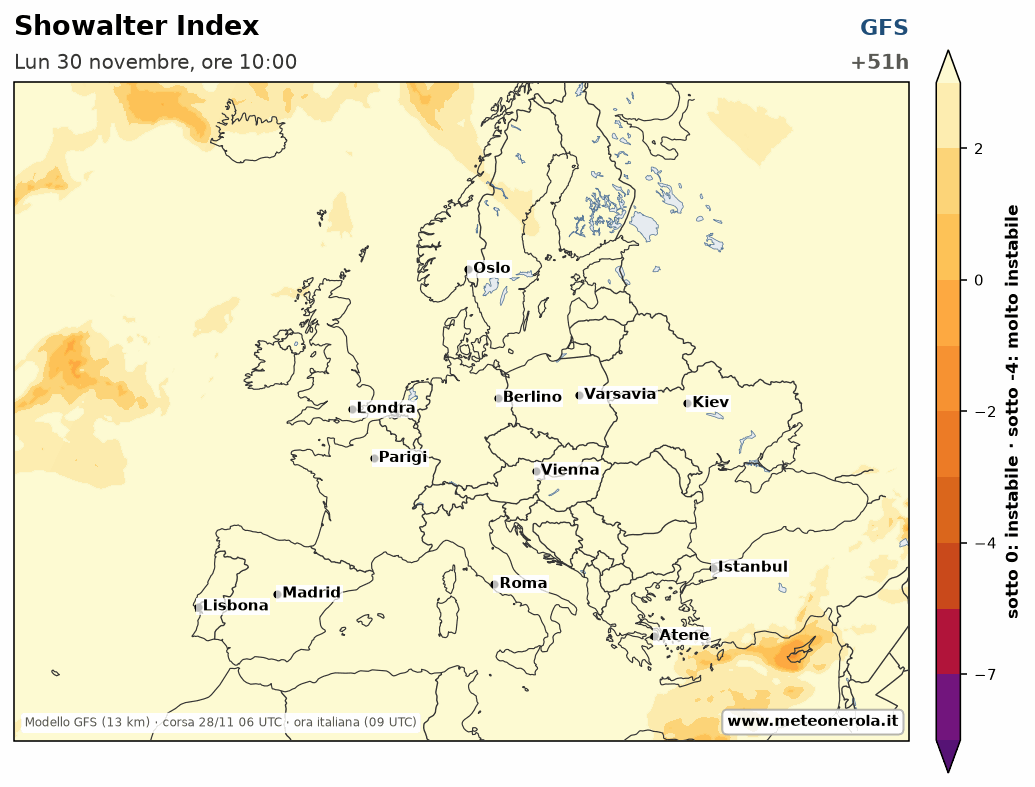 Showalter Index
GFS
Lun 30 novembre, ore 10:00
+51h
Oslo
Berlino
Varsavia
Kiev
Londra
Parigi
Vienna
Istanbul
Roma
Madrid
Lisbona
Atene
Modello GFS (13 km) · corsa 28/11 06 UTC · ora italiana (09 UTC)
www.meteonerola.it
2
0
−2
−4
−7
sotto 0: instabile · sotto -4: molto instabile